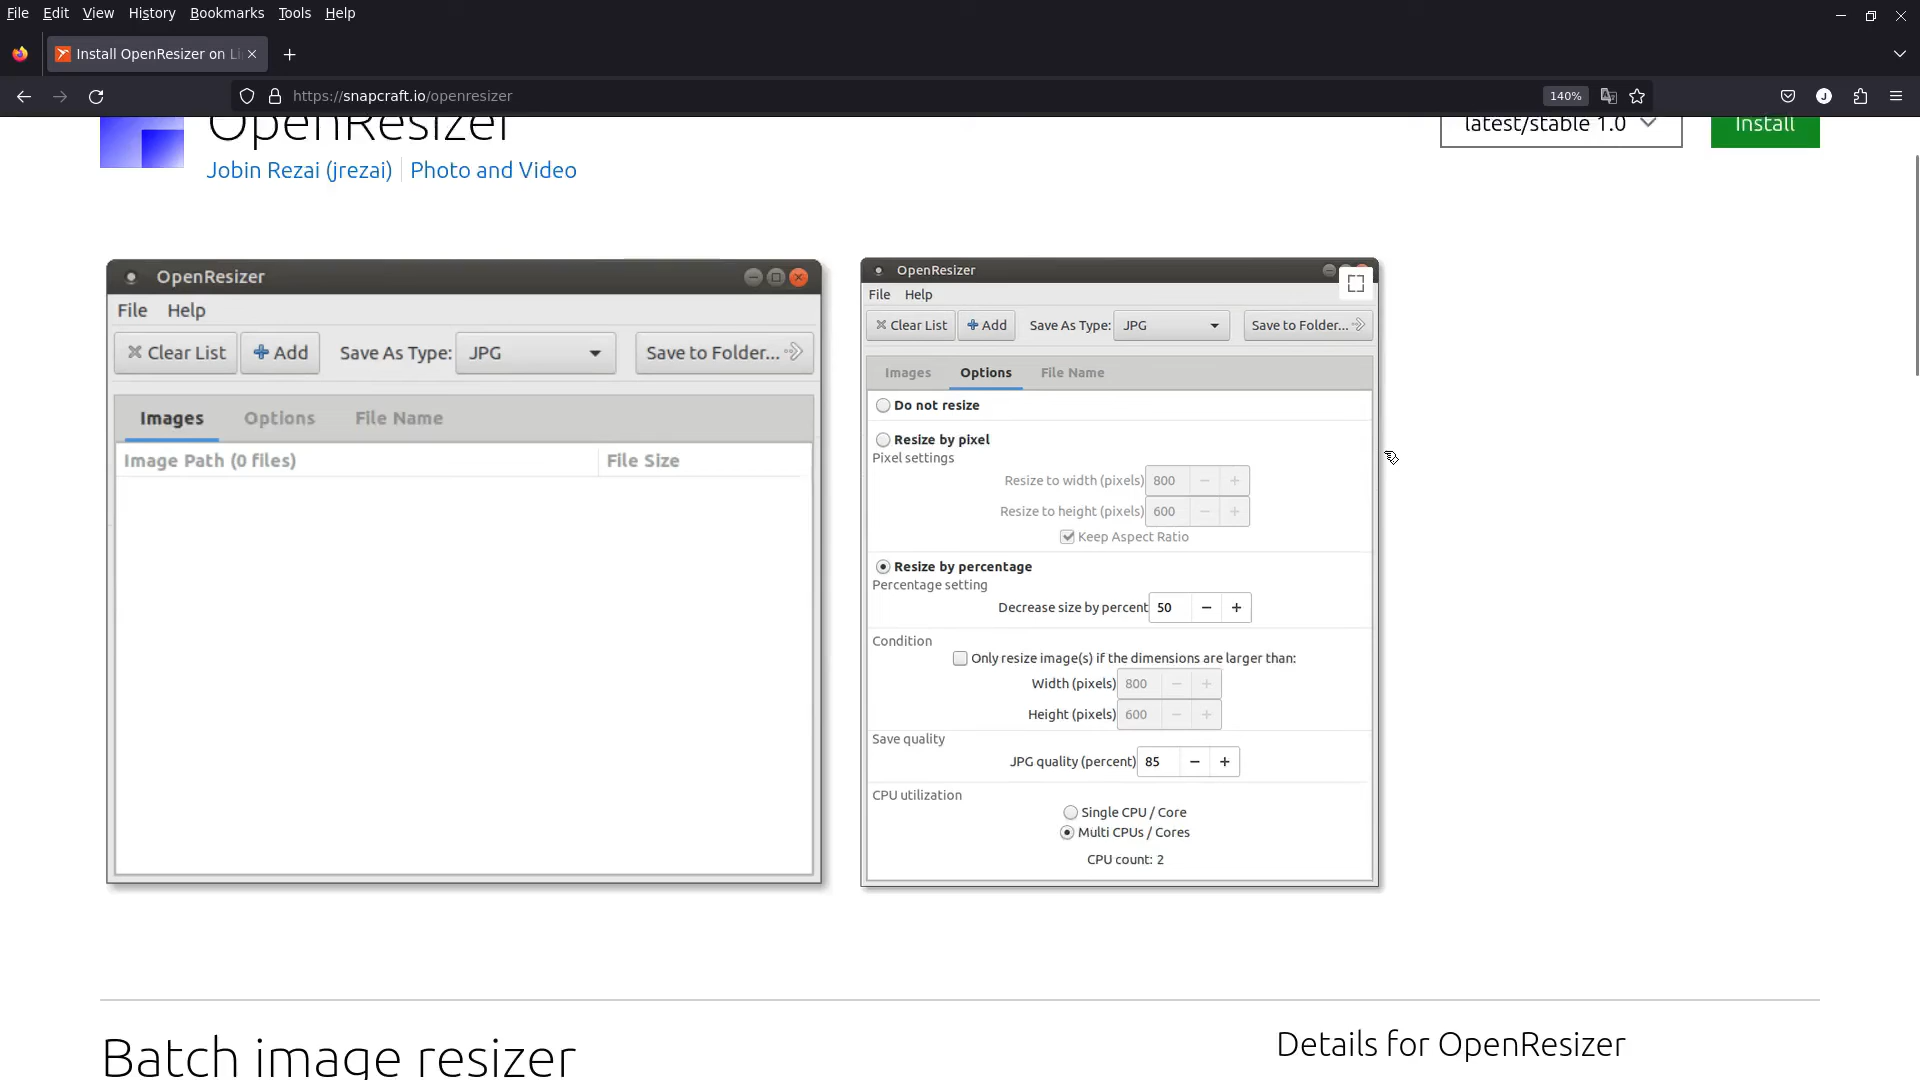 File Edit View History Bookmarks Tools Help
Install OpenResizer on Li
https://snapcraft.io/openresizer
140%
J
OpenResizer
latest/stable 1.0
Install
Jobin Rezai (jrezai) Photo and Video
OpenResizer
File Help
Clear List
Add
Save As Type:
JPG
Save to Folder...
Images Options File Name
Image Path (0 files) File Size
OpenResizer
File Help
Clear List
Add
Save As Type:
JPG
Save to Folder...
Images Options File Name
Do not resize
Resize by pixel
Pixel settings
Resize to width (pixels) 800
Resize to height (pixels) 600
Keep Aspect Ratio
Resize by percentage
Percentage setting
Decrease size by percent 50
Condition
Only resize image(s) if the dimensions are larger than:
Width (pixels) 800
Height (pixels) 600
Save quality
JPG quality (percent) 85
CPU utilization
Single CPU / Core
Multi CPUs / Cores
CPU count: 2
Batch image resizer
Details for OpenResizer